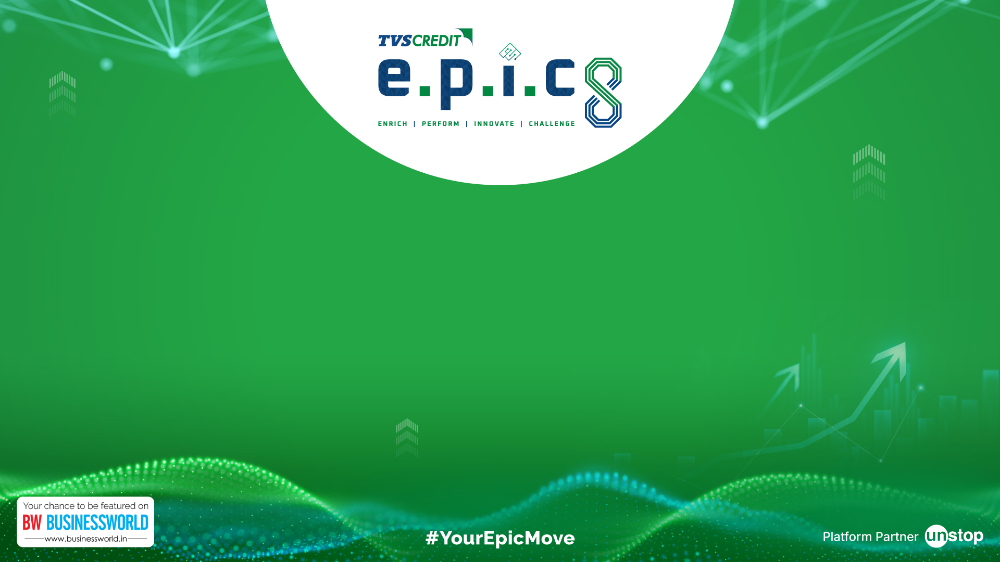 TVS CREDIT
e.p.i.c 8
ENRICH | PERFORM | INNOVATE | CHALLENGE
Your chance to be featured on
BW BUSINESSWORLD
www.businessworld.in
#YourEpicMove
Platform Partner unstop